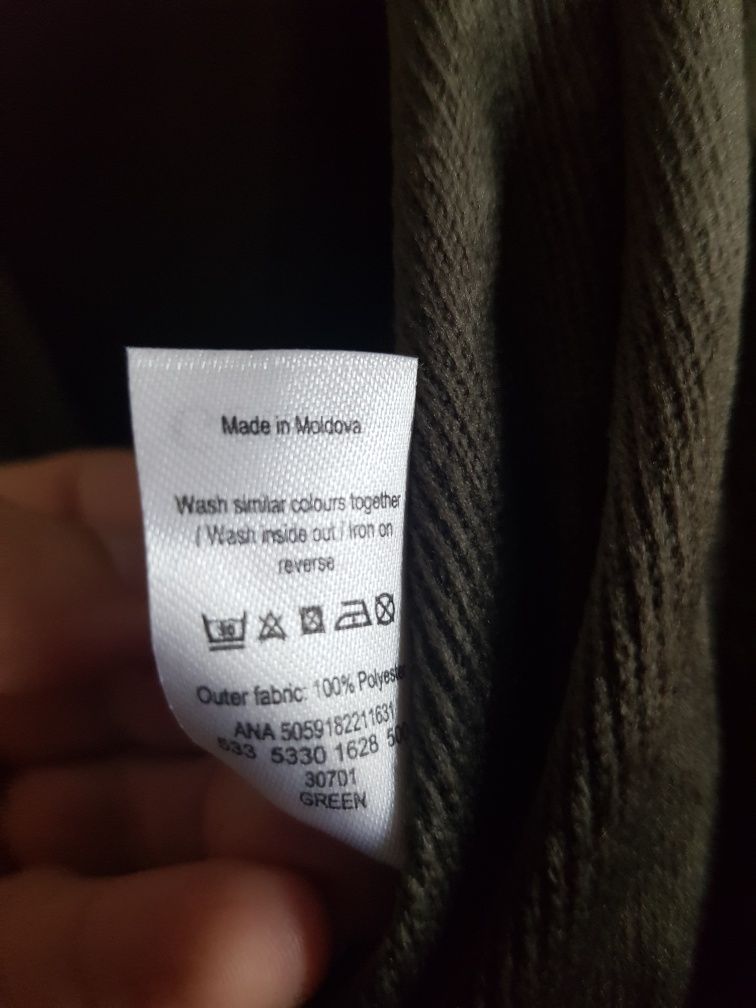 Made in Moldova
Wash similar colours together
/ Wash inside out / Iron on
reverse
30
Outer fabric: 100% Polyester
ANA 5059182211631
533 5330 1628
30701
GREEN